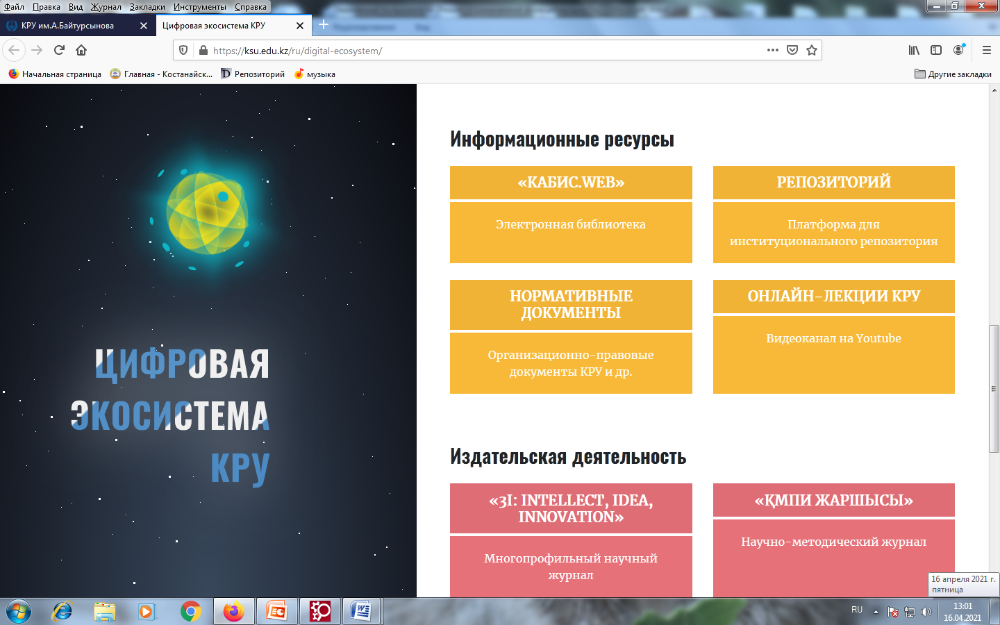 Файл Правка Вид Журнал Закладки Инструменты Справка
КРУ им.А.Байтурсынова
Цифровая экосистема КРУ
https://ksu.edu.kz/ru/digital-ecosystem/
Начальная страница
Главная - Костанайск...
Репозиторий
музыка
Другие закладки
ЦИФРОВАЯ
ЭКОСИСТЕМА
КРУ
Информационные ресурсы
«КАБИС.WEB»
Электронная библиотека
РЕПОЗИТОРИЙ
Платформа для
институционального репозитория
НОРМАТИВНЫЕ
ДОКУМЕНТЫ
Организационно-правовые
документы КРУ и др.
ОНЛАЙН-ЛЕКЦИИ КРУ
Видеоканал на Youtube
Издательская деятельность
«3I: INTELLECT, IDEA,
INNOVATION»
Многопрофильный научный
журнал
«ҚМПИ ЖАРШЫСЫ»
Научно-методический журнал
16 апреля 2021 г.
пятница
RU
13:01
16.04.2021